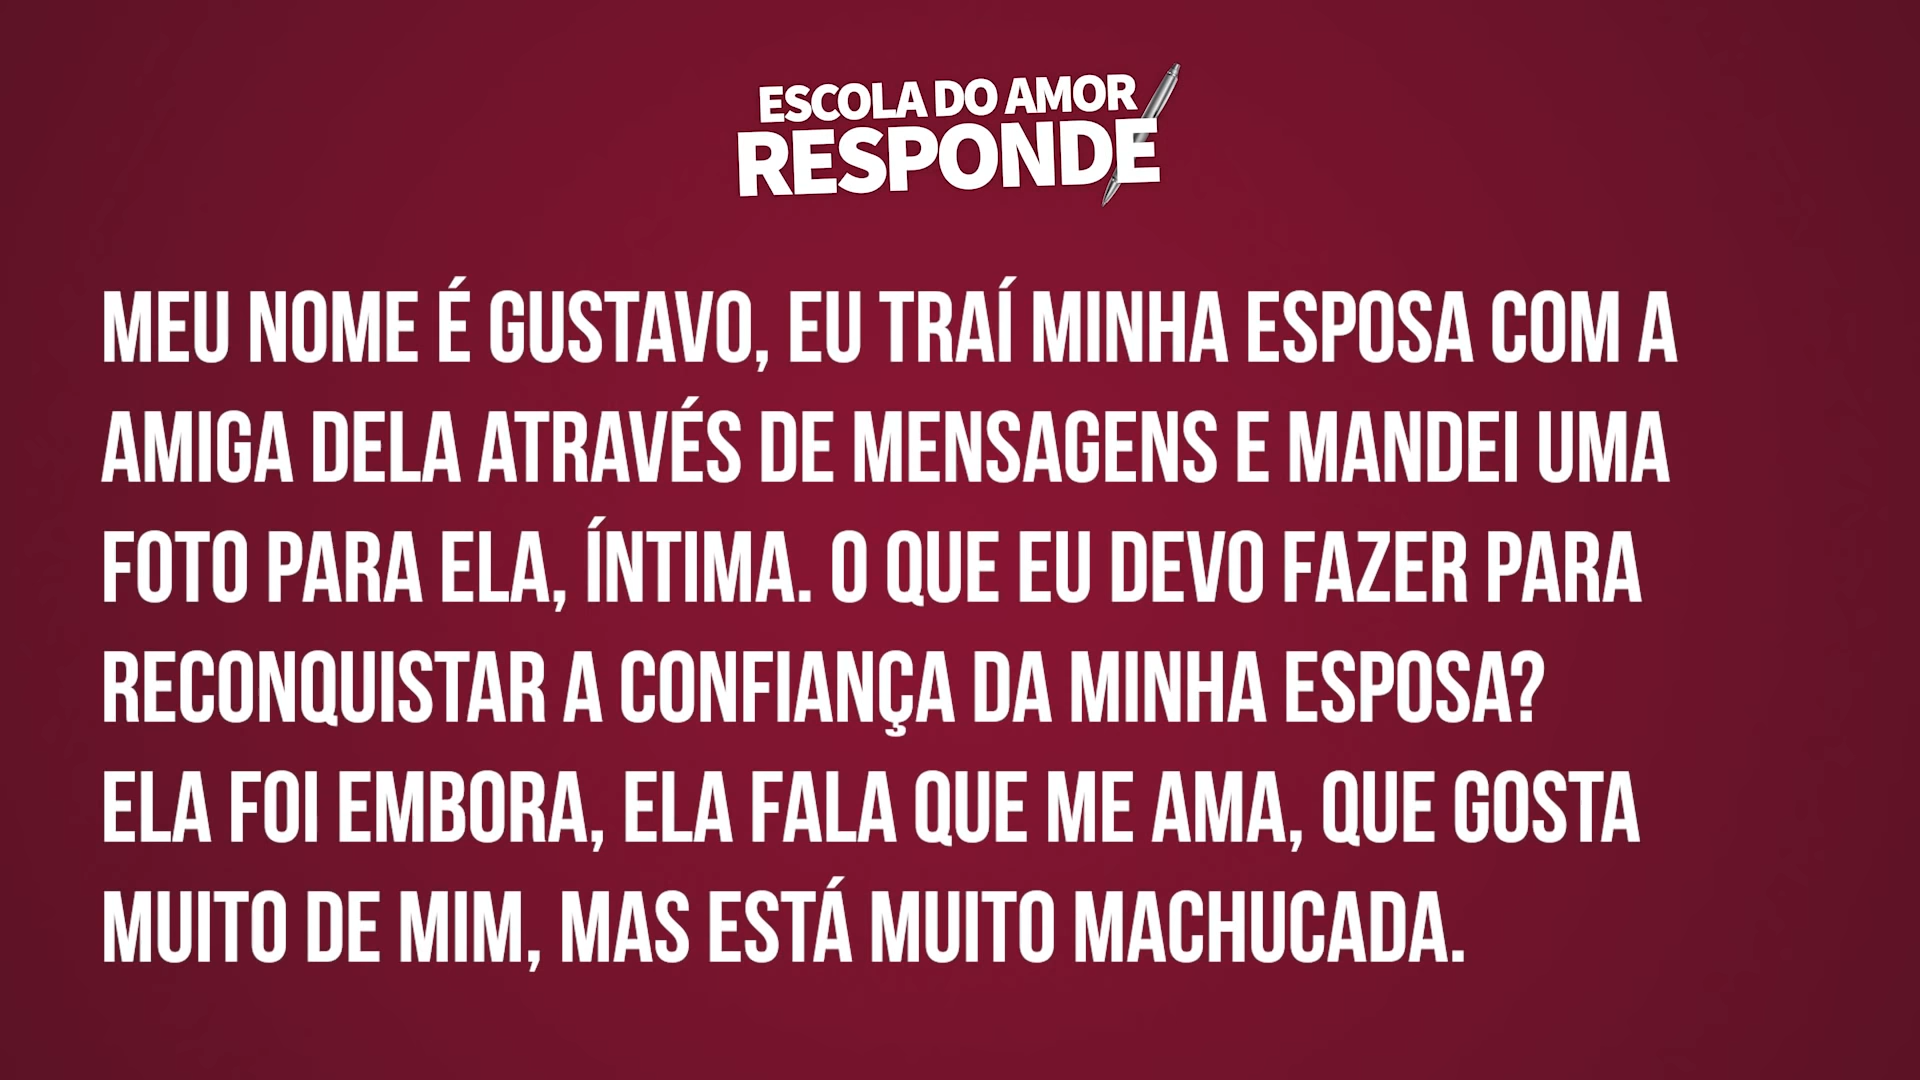 ESCOLA DO AMOR
RESPONDE
MEU NOME É GUSTAVO, EU TRAÍ MINHA ESPOSA COM A
AMIGA DELA ATRAVÉS DE MENSAGENS E MANDEI UMA
FOTO PARA ELA, ÍNTIMA. O QUE EU DEVO FAZER PARA
RECONQUISTAR A CONFIANÇA DA MINHA ESPOSA?
ELA FOI EMBORA, ELA FALA QUE ME AMA, QUE GOSTA
MUITO DE MIM, MAS ESTÁ MUITO MACHUCADA.